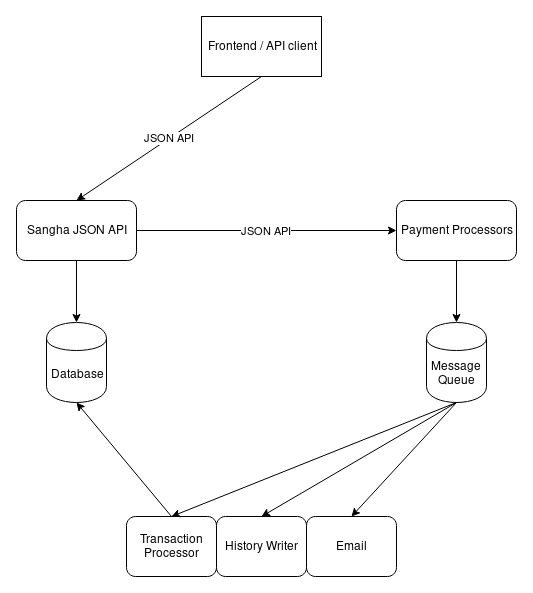 Frontend / API client
JSON API
Sangha JSON API
JSON API
Payment Processors
Database
Message
Queue
Transaction
Processor
History Writer
Email